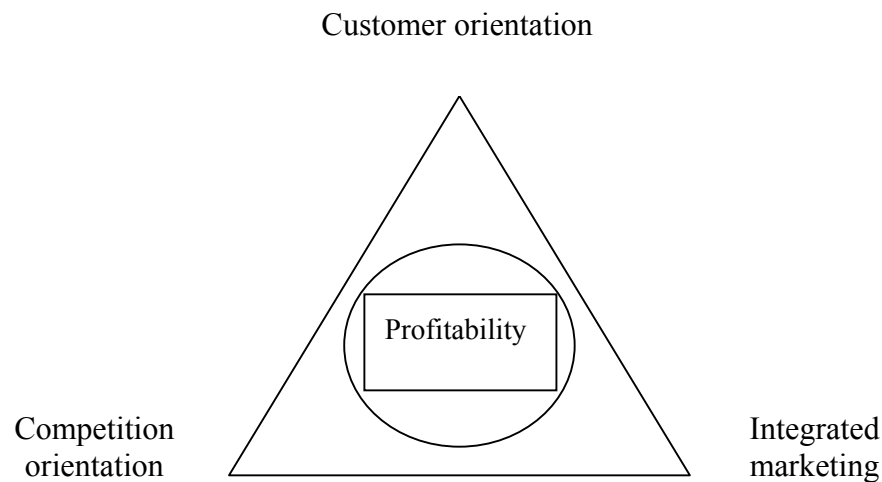 Customer orientation
Profitability
Competition
orientation
Integrated
marketing